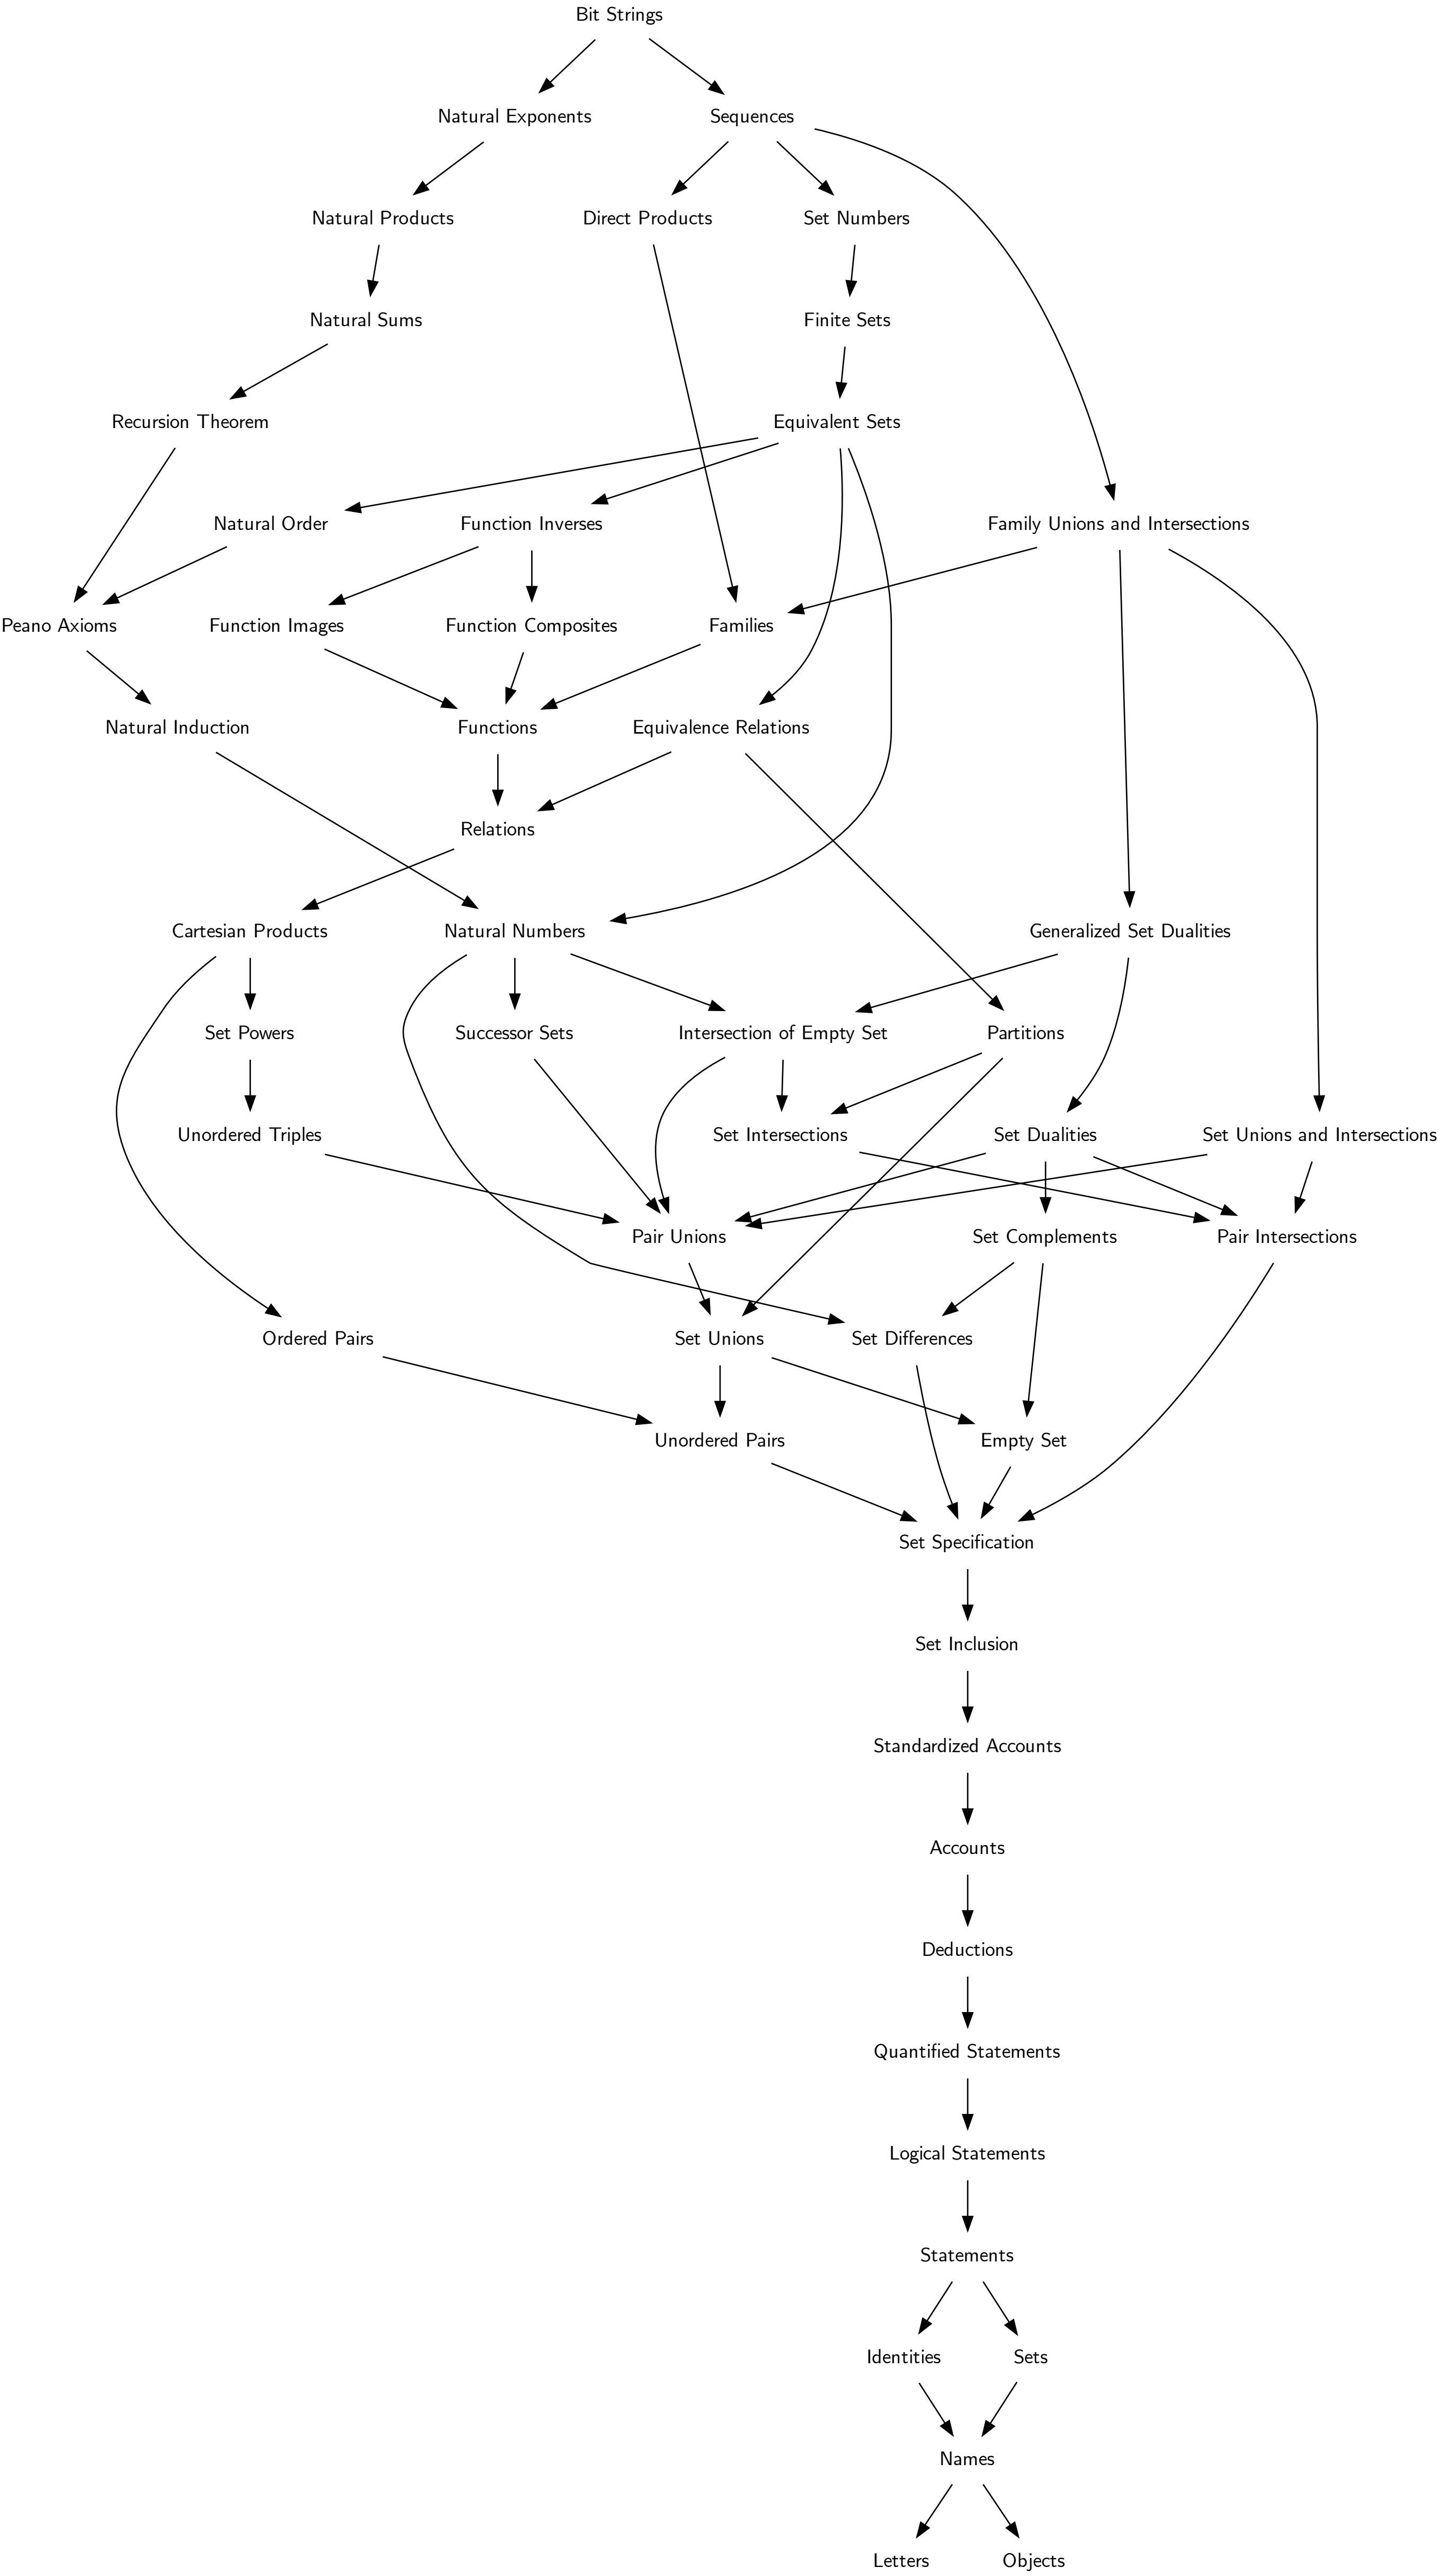 Bit Strings
Natural Exponents
Sequences
Natural Products
Direct Products
Set Numbers
Natural Sums
Finite Sets
Recursion Theorem
Equivalent Sets
Natural Order
Function Inverses
Family Unions and Intersections
Peano Axioms
Function Images
Function Composites
Families
Natural Induction
Functions
Equivalence Relations
Relations
Cartesian Products
Natural Numbers
Generalized Set Dualities
Set Powers
Successor Sets
Intersection of Empty Set
Partitions
Unordered Triples
Set Intersections
Set Dualities
Set Unions and Intersections
Pair Unions
Set Complements
Pair Intersections
Ordered Pairs
Set Unions
Set Differences
Unordered Pairs
Empty Set
Set Specification
Set Inclusion
Standardized Accounts
Accounts
Deductions
Quantified Statements
Logical Statements
Statements
Identities
Sets
Names
Letters
Objects